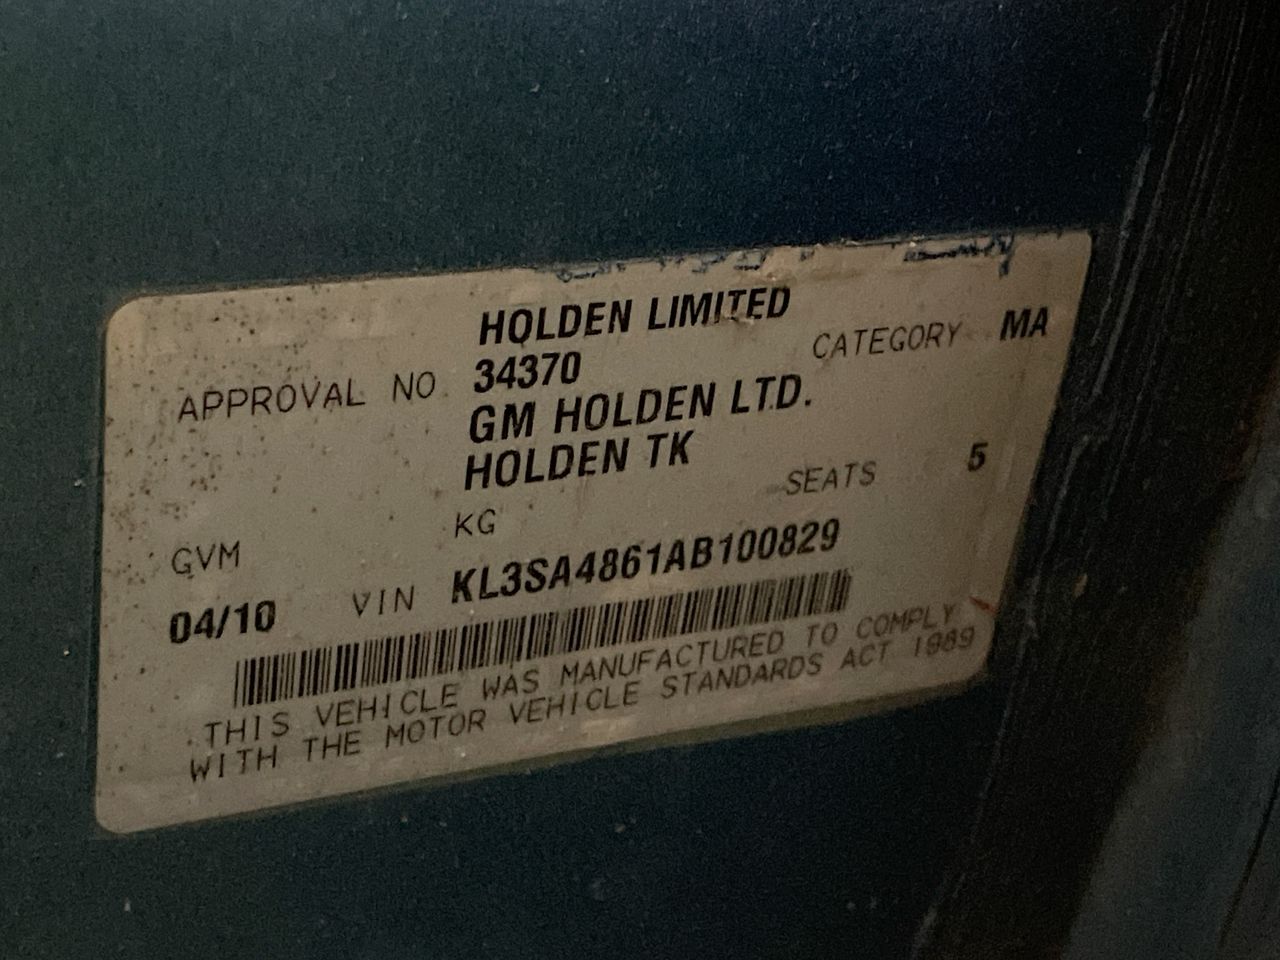 HOLDEN LIMITED
APPROVAL NO 34370 CATEGORY MA
GM HOLDEN LTD.
HOLDEN TK
GVM KG SEATS 5
04/10 VIN KL3SA4861AB100829
THIS VEHICLE WAS MANUFACTURED TO COMPLY
WITH THE MOTOR VEHICLE STANDARDS ACT 1989